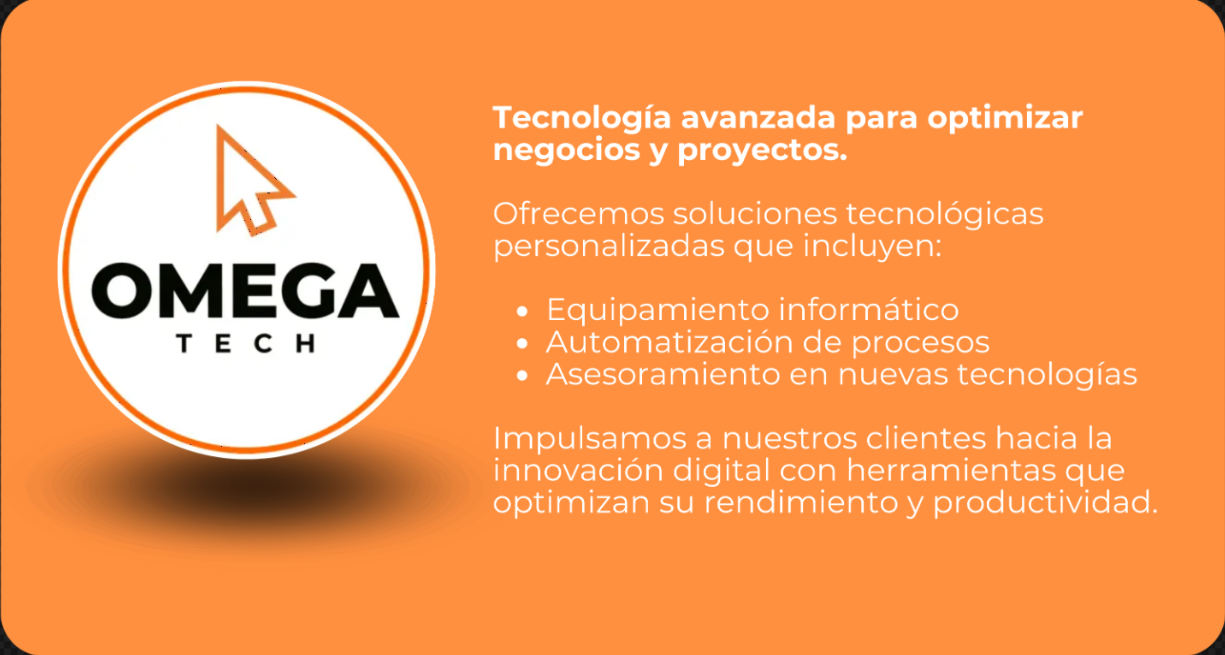 OMEGA
TECH
Tecnología avanzada para optimizar
negocios y proyectos.
Ofrecemos soluciones tecnológicas
personalizadas que incluyen:
• Equipamiento informático
• Automatización de procesos
• Asesoramiento en nuevas tecnologías
Impulsamos a nuestros clientes hacia la
innovación digital con herramientas que
optimizan su rendimiento y productividad.